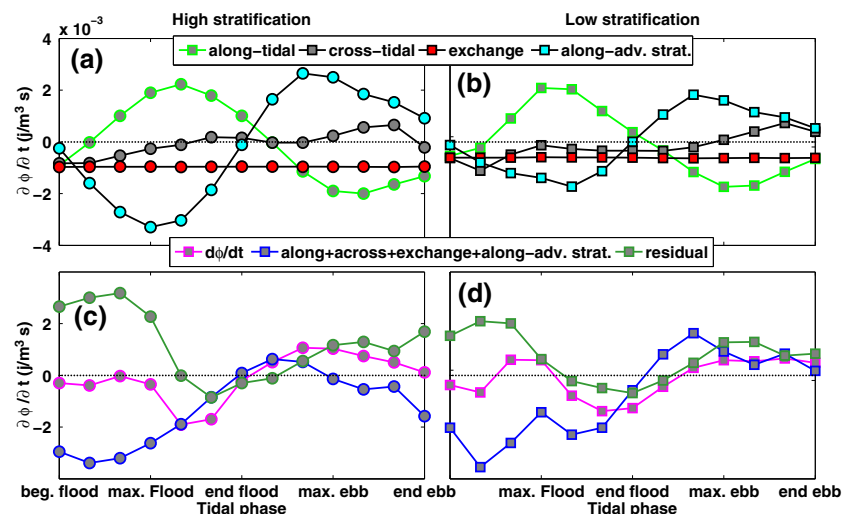 High stratification
Low stratification
x 10⁻³
along-tidal cross-tidal exchange along-adv. strat.
(a)
(b)
4
2
0
−2
−4
∂ϕ/∂ t (j/m³ s)
dϕ/dt along+across+exchange+along-adv. strat. residual
(c)
(d)
2
0
−2
∂ϕ/∂ t (j/m³ s)
beg. flood max. Flood end flood max. ebb end ebb
max. Flood end flood max. ebb end ebb
Tidal phase
Tidal phase